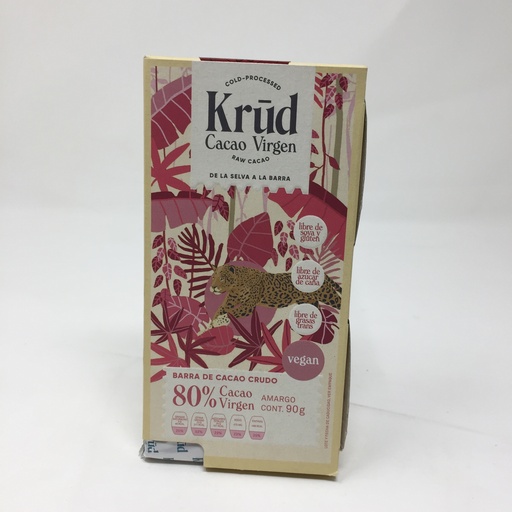 COLD-PROCESSED
Krūd
Cacao Virgen
RAW CACAO
DE LA SELVA A LA BARRA
libre de
soya y
gluten
libre de
azúcar
de caña
libre de
grasas
trans
vegan
BARRA DE CACAO CRUDO
80% Cacao
Virgen
AMARGO
CONT. 90g